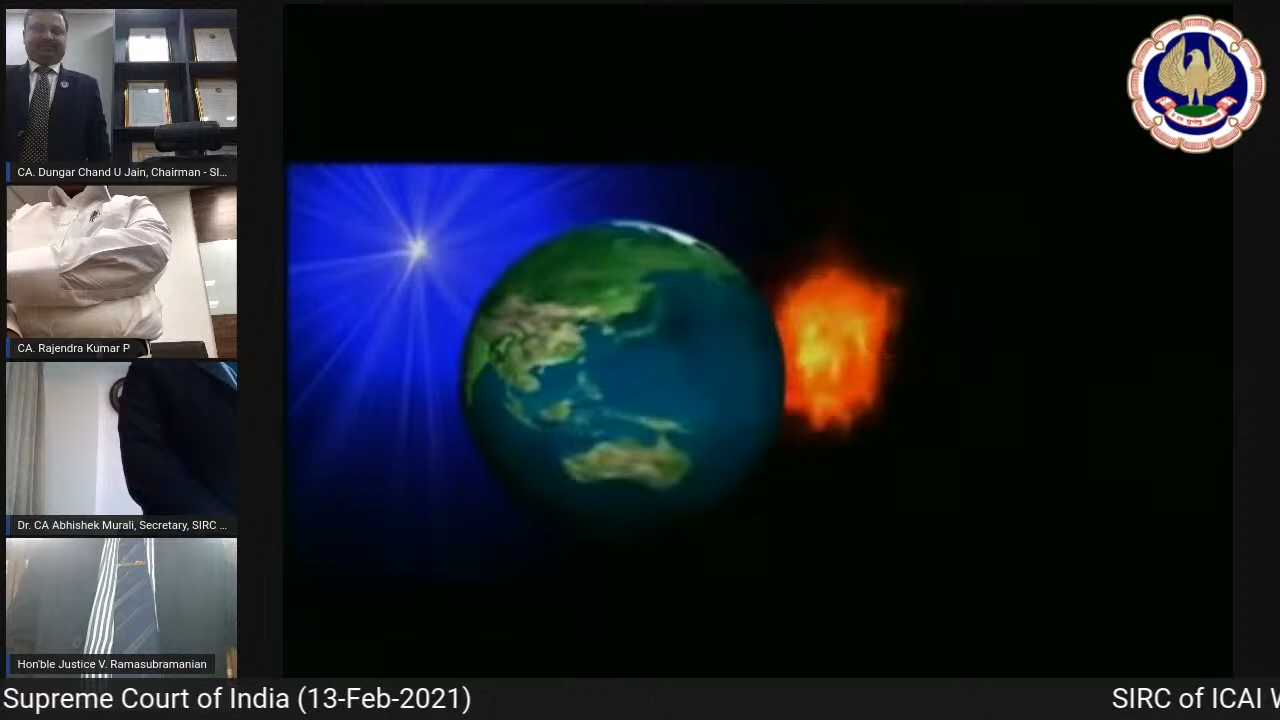 CA. Dungar Chand U Jain, Chairman - SI...
CA. Rajendra Kumar P
Dr. CA Abhishek Murali, Secretary, SIRC ...
Hon'ble Justice V. Ramasubramanian
Supreme Court of India (13-Feb-2021)
SIRC of ICAI W